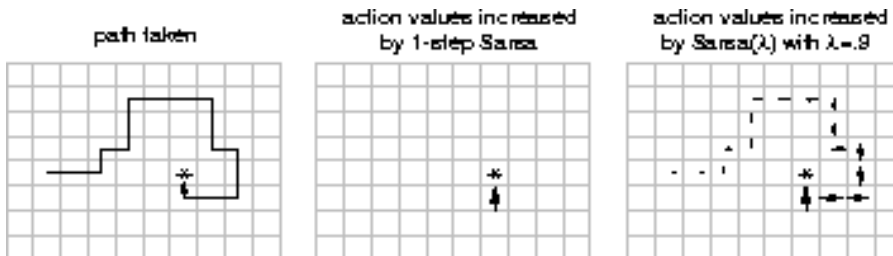 path taken
action values increased
by 1-step Sarsa
action values increased
by Sarsa(λ) with λ=.9
*
*
*